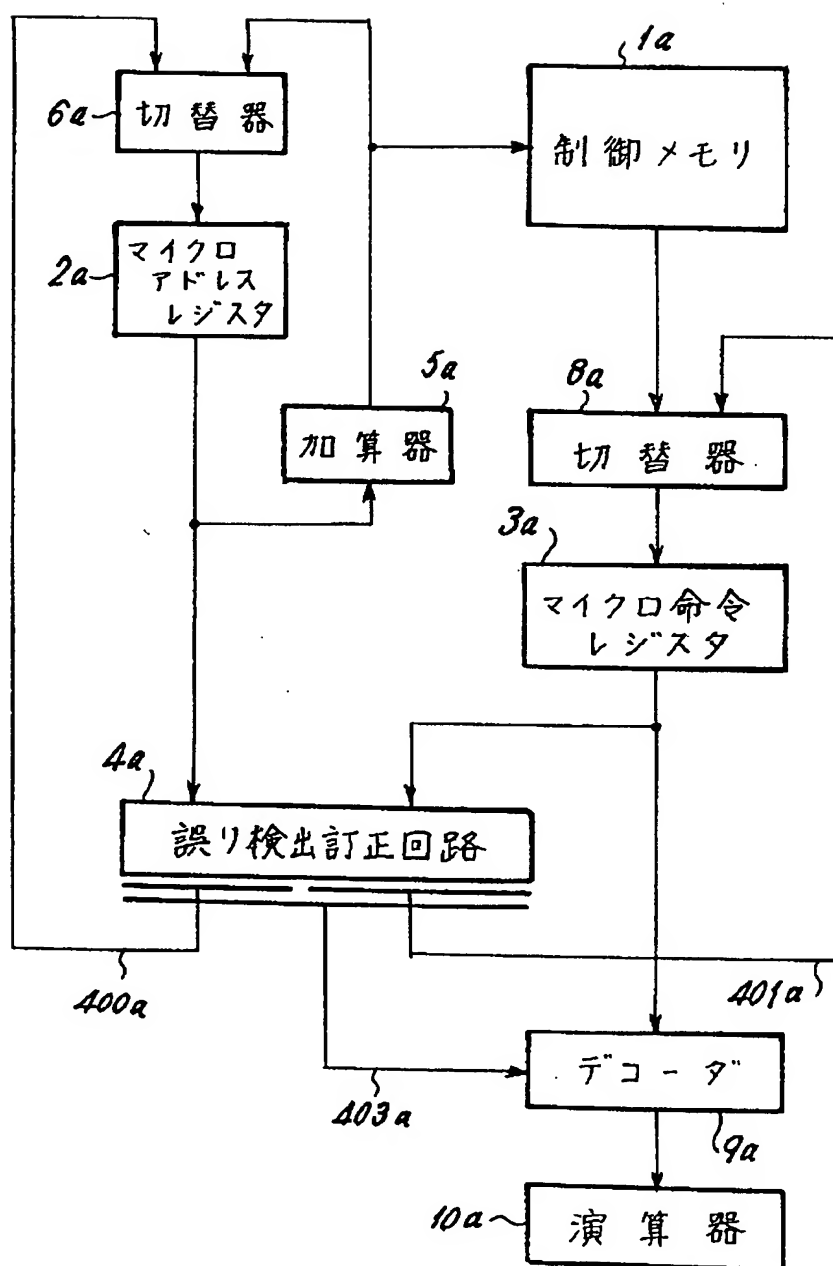 1a
6a
切替器
制御メモリ
2a
マイクロ
アドレス
レジスタ
5a
加算器
8a
切替器
3a
マイクロ命令
レジスタ
4a
誤り検出訂正回路
400a
401a
403a
デコーダ
9a
10a
演算器